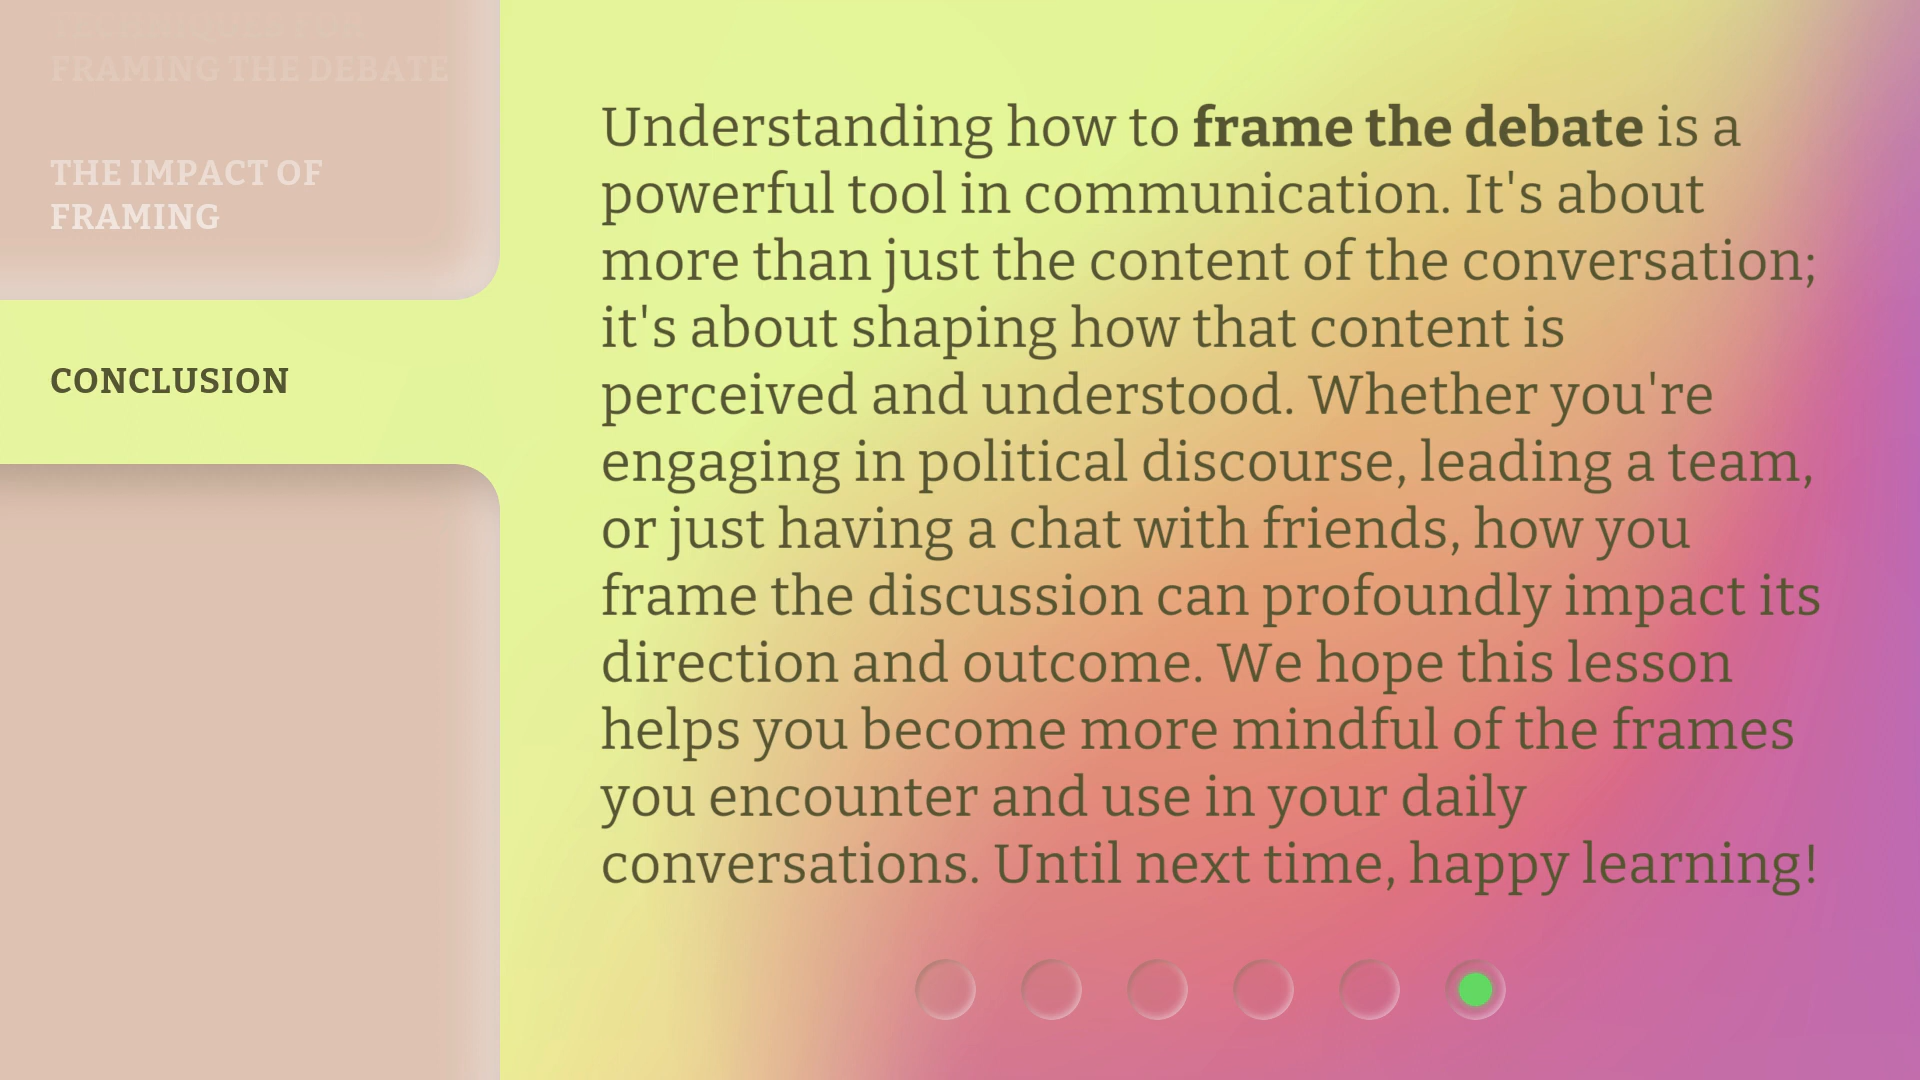 TECHNIQUES FOR
FRAMING THE DEBATE
THE IMPACT OF
FRAMING
CONCLUSION
Understanding how to frame the debate is a
powerful tool in communication. It's about
more than just the content of the conversation;
it's about shaping how that content is
perceived and understood. Whether you're
engaging in political discourse, leading a team,
or just having a chat with friends, how you
frame the discussion can profoundly impact its
direction and outcome. We hope this lesson
helps you become more mindful of the frames
you encounter and use in your daily
conversations. Until next time, happy learning!